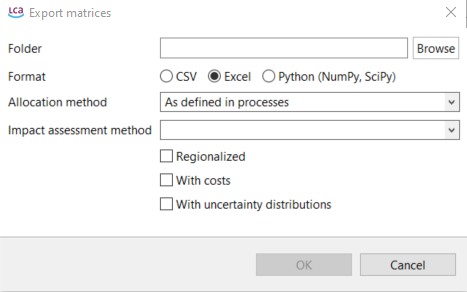 LCA Export matrices
Folder Browse
Format CSV Excel Python (NumPy, SciPy)
Allocation method As defined in processes
Impact assessment method
Regionalized
With costs
With uncertainty distributions
OK Cancel